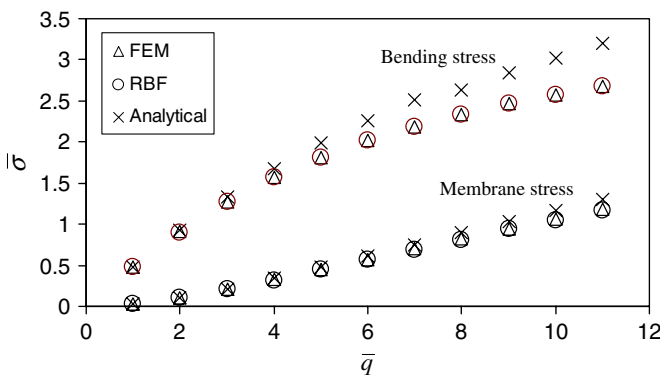 3.5
3
2.5
2
1.5
1
0.5
0
FEM
RBF
Analytical
Bending stress
Membrane stress
σ̅
0 2 4 6 8 10 12
q̅